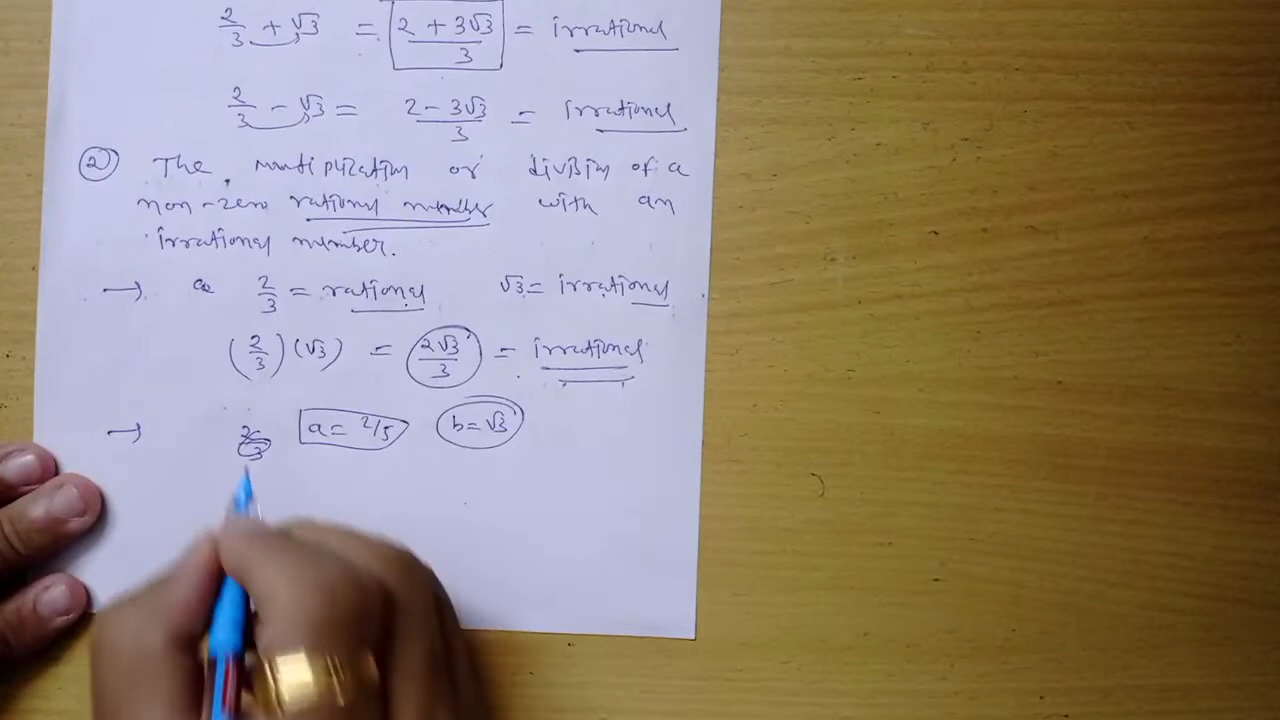 2/3 + √3 = (2 + 3√3)/3 = irrational
2/3 - √3 = (2 - 3√3)/3 = irrational
② The multiplication or division of a
non-zero rational number with an
irrational number.
→ 2/3 = rational √3 = irrational
(2/3)(√3) = 2√3/3 = irrational
→ a = 2/5 b = √3